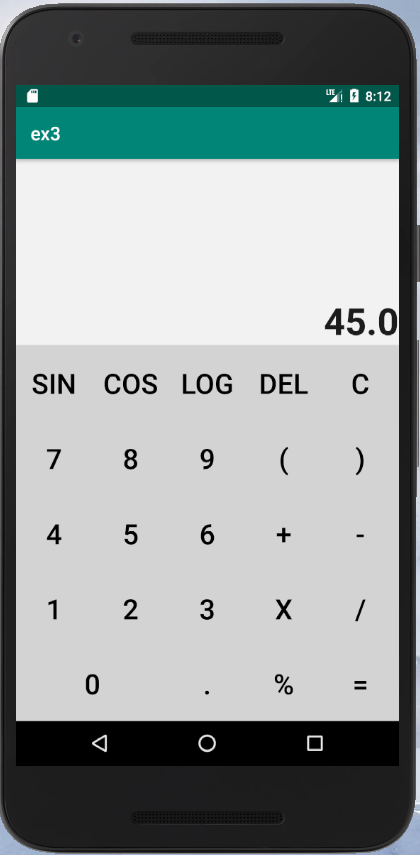 LTE 8:12
ex3
45.0
SIN COS LOG DEL C
7 8 9 ( )
4 5 6 + -
1 2 3 X /
0 . % =